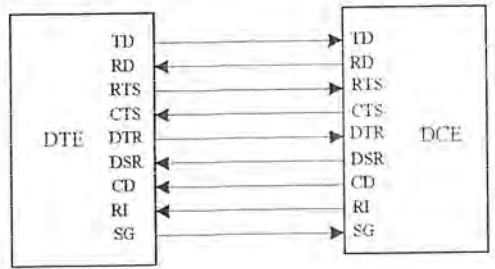 TD TD
RD RD
RTS RTS
CTS CTS
DTE DTR DTR DCE
DSR DSR
CD CD
RI RI
SG SG